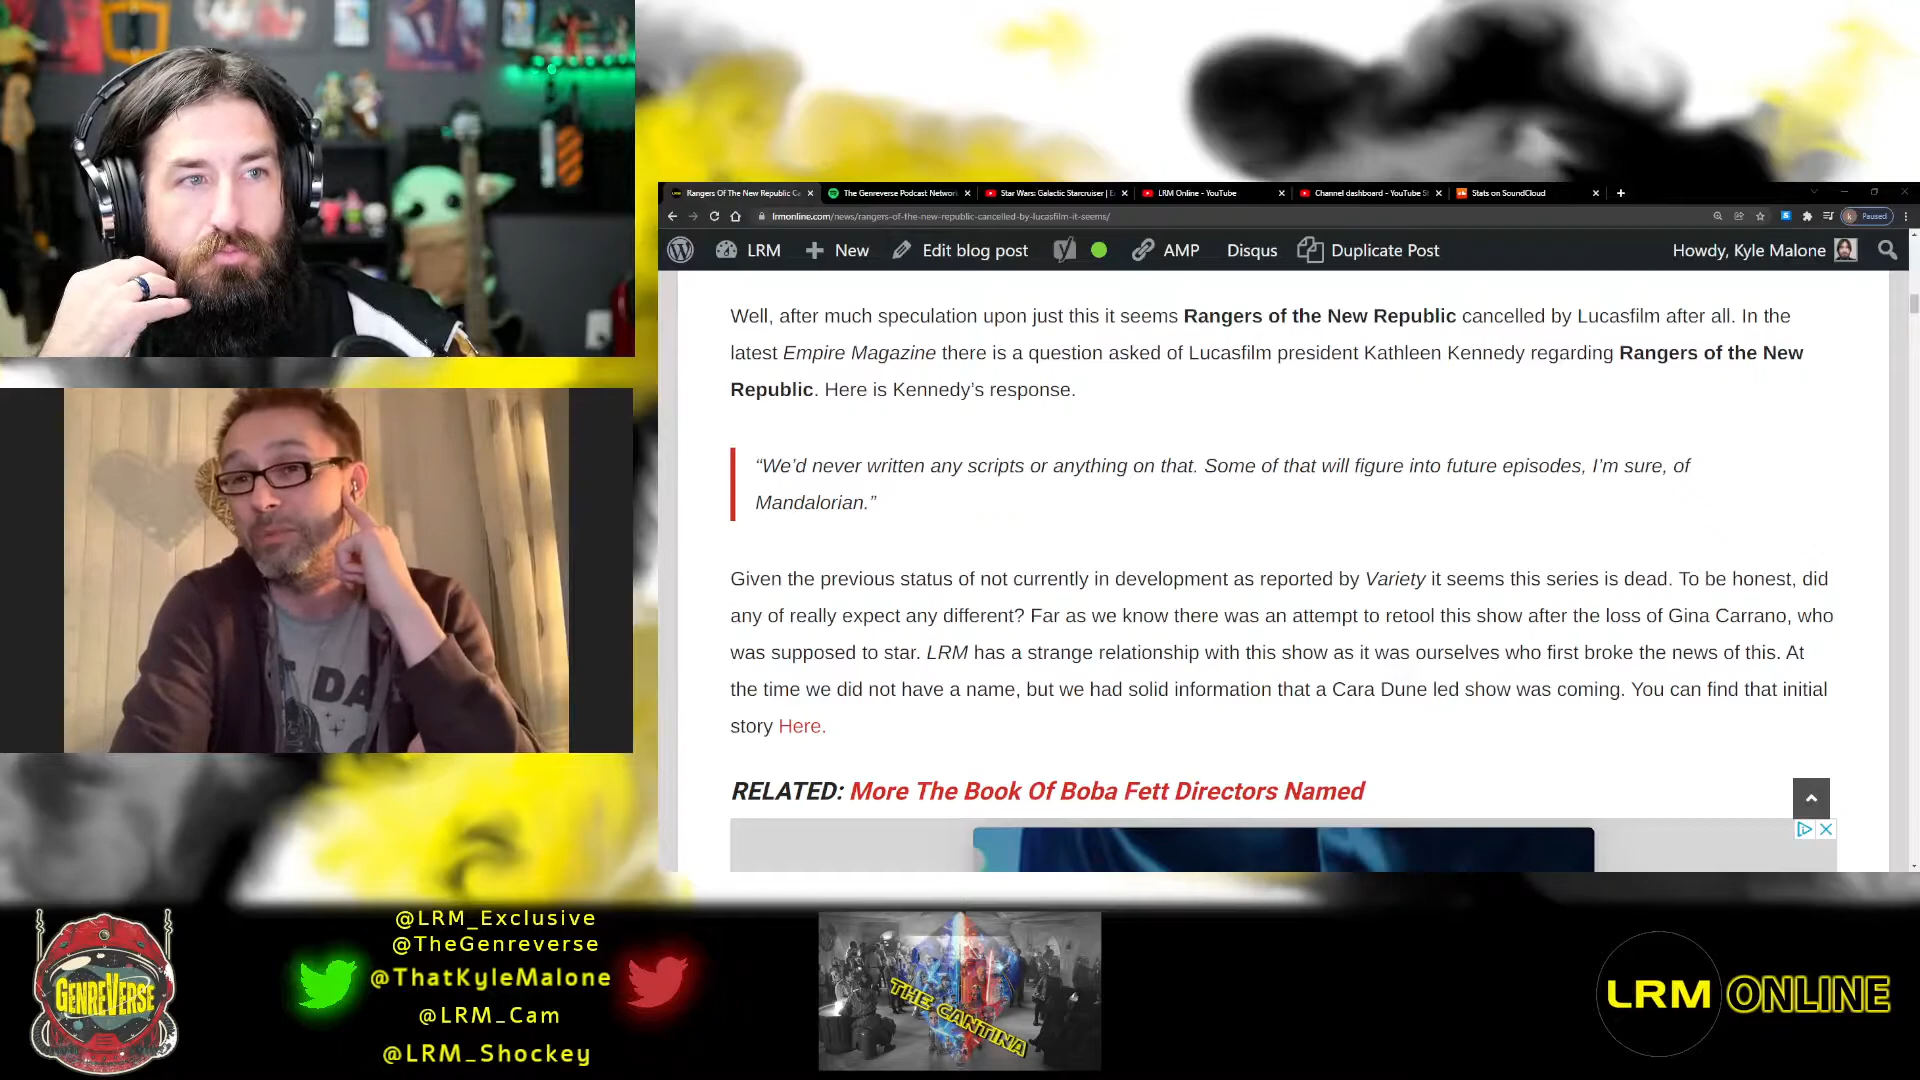 Rangers Of The New Republic Ca
The Genreverse Podcast Network
Star Wars: Galactic Starcruiser | E
LRM Online - YouTube
Channel dashboard - YouTube St
Stats on SoundCloud
lrmonline.com/news/rangers-of-the-new-republic-cancelled-by-lucasfilm-it-seems/
Paused
LRM
New
Edit blog post
AMP
Disqus
Duplicate Post
Howdy, Kyle Malone
Well, after much speculation upon just this it seems Rangers of the New Republic cancelled by Lucasfilm after all. In the
latest Empire Magazine there is a question asked of Lucasfilm president Kathleen Kennedy regarding Rangers of the New
Republic. Here is Kennedy’s response.
“We’d never written any scripts or anything on that. Some of that will figure into future episodes, I’m sure, of
Mandalorian.”
Given the previous status of not currently in development as reported by Variety it seems this series is dead. To be honest, did
any of really expect any different? Far as we know there was an attempt to retool this show after the loss of Gina Carrano, who
was supposed to star. LRM has a strange relationship with this show as it was ourselves who first broke the news of this. At
the time we did not have a name, but we had solid information that a Cara Dune led show was coming. You can find that initial
story Here.
RELATED: More The Book Of Boba Fett Directors Named
GENREVERSE
@LRM_Exclusive
@TheGenreverse
@ThatKyleMalone
@LRM_Cam
@LRM_Shockey
THE CANTINA
LRM ONLINE